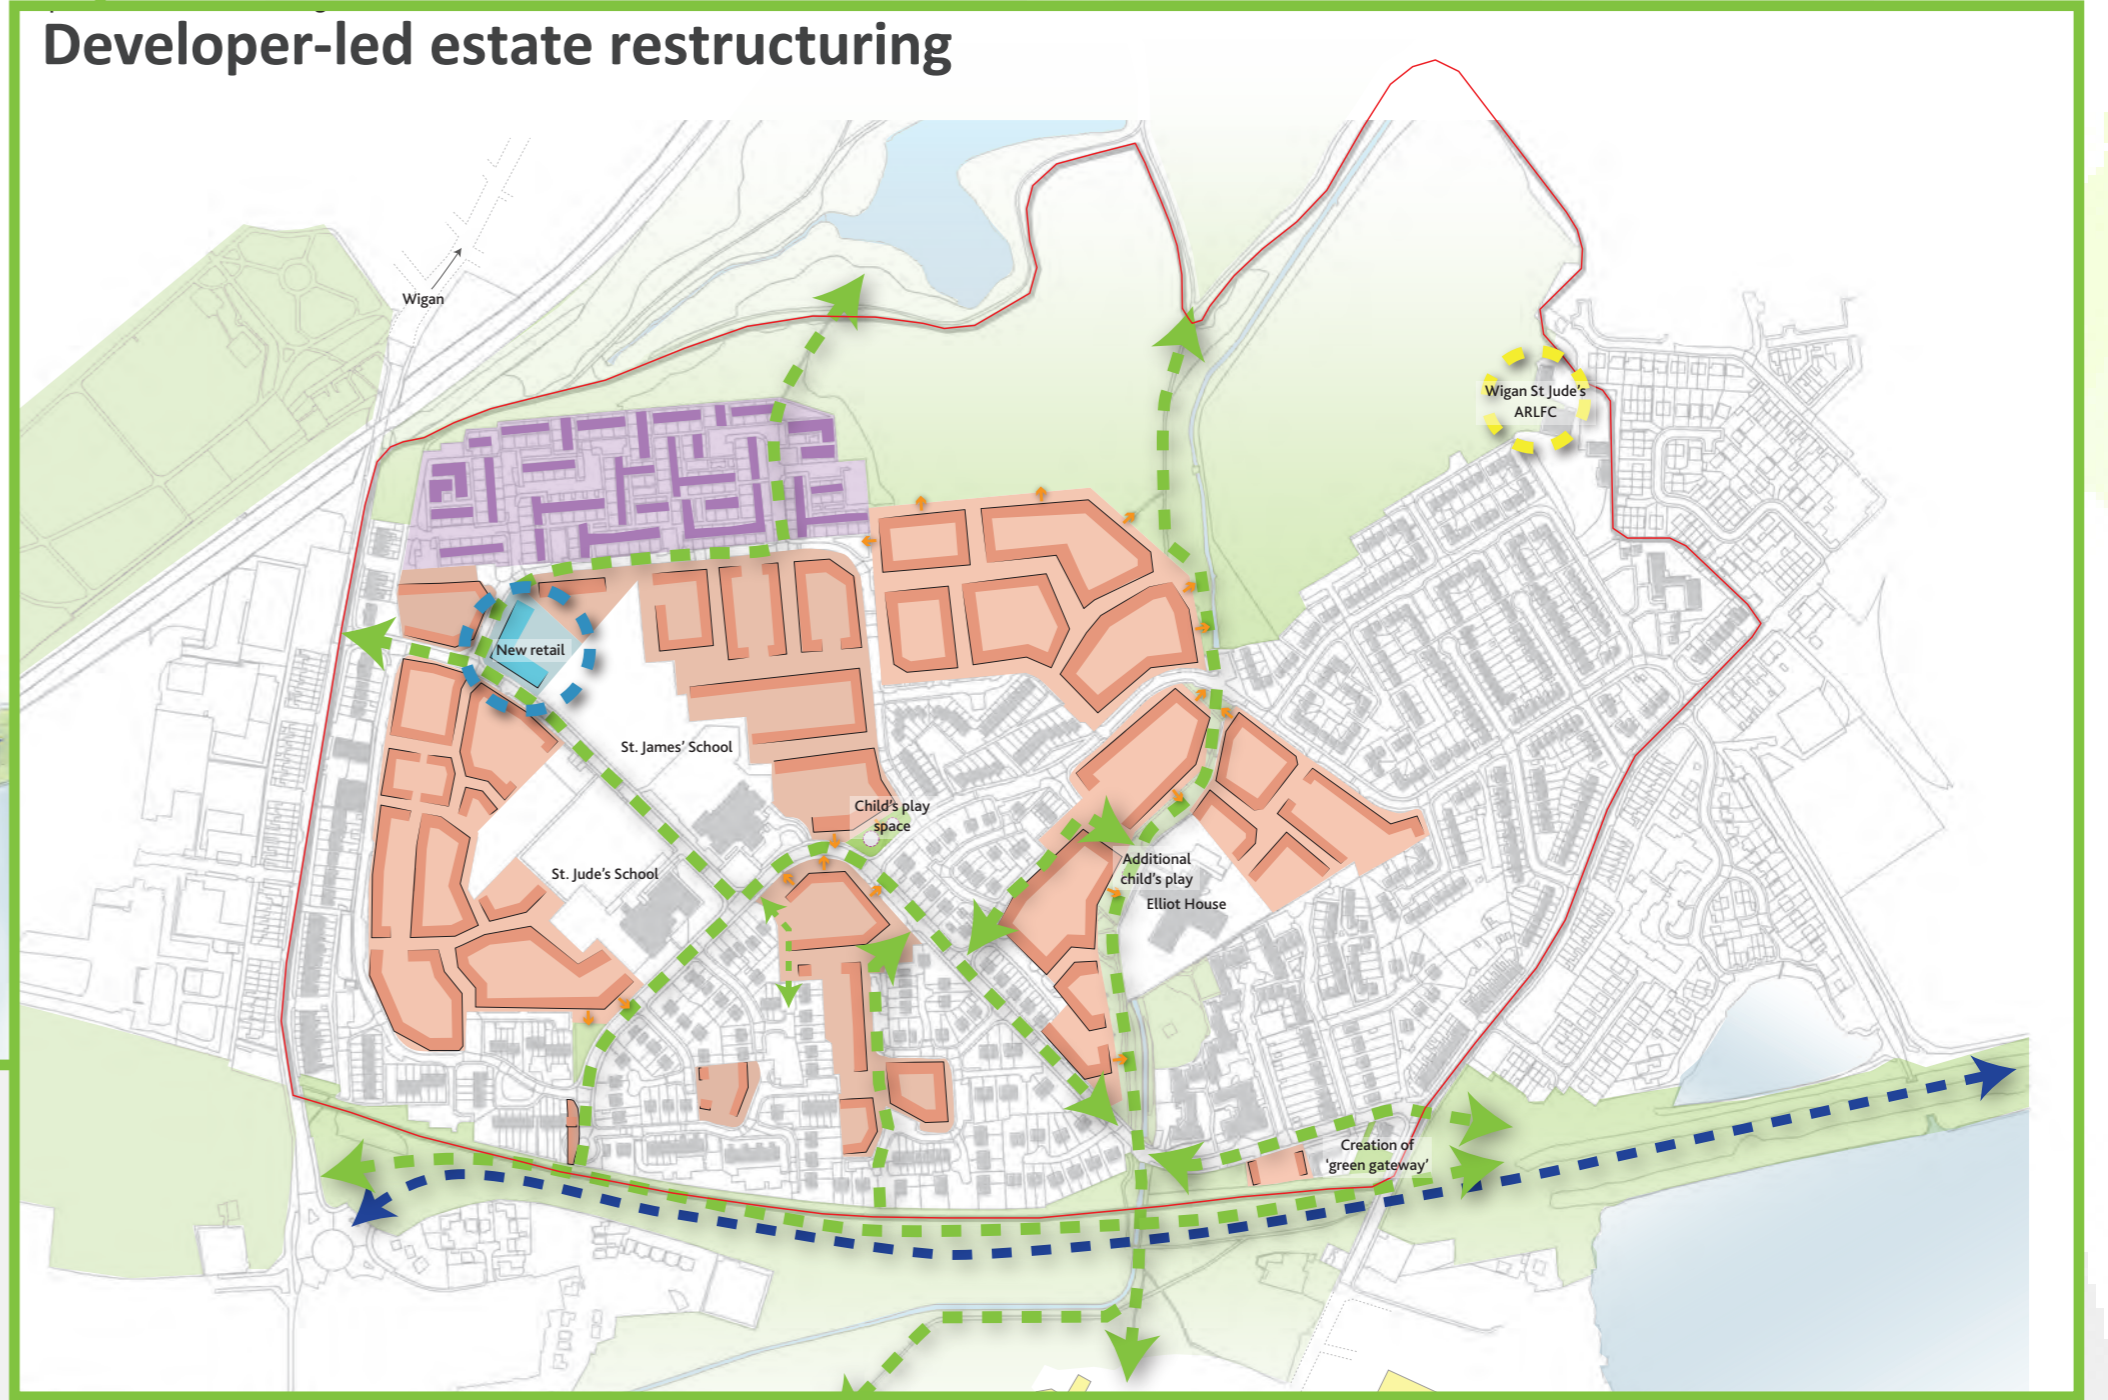 Developer-led estate restructuring
Wigan
Wigan St Jude's
ARLFC
New retail
St. James' School
Child's play
space
St. Jude's School
Additional
child's play
Elliot House
Creation of
'green gateway'